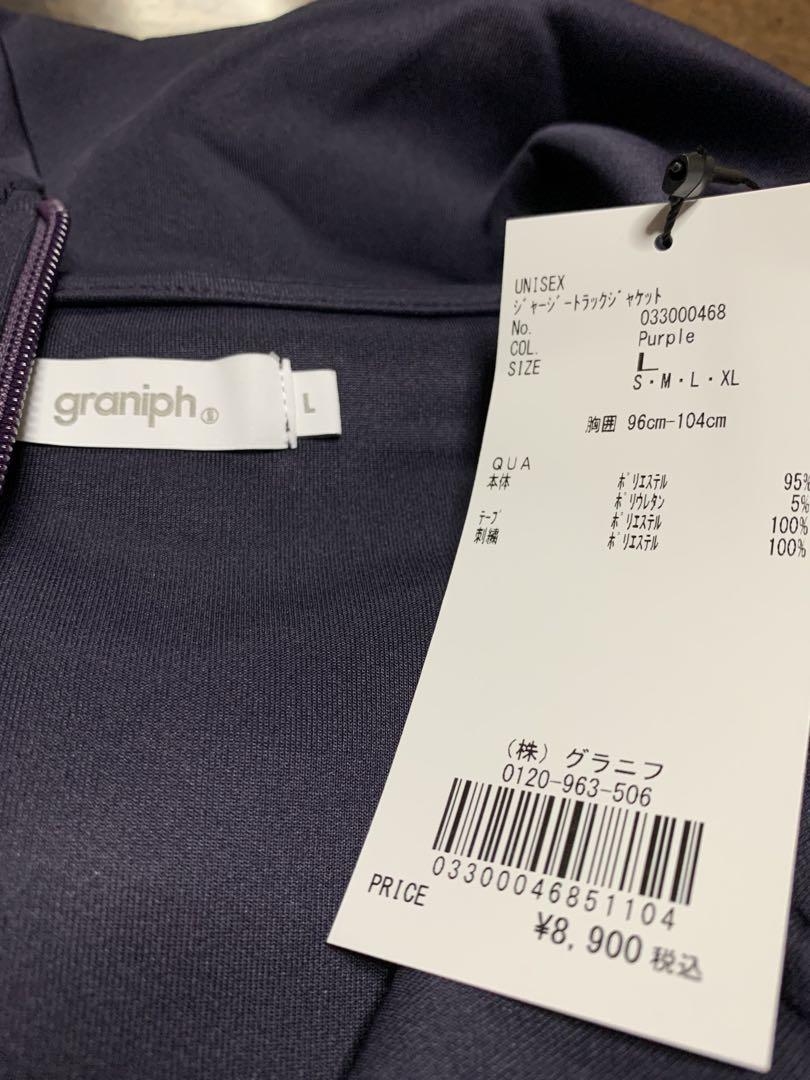 graniph
L
UNISEX
ジャージートラックジャケット
No. 033000468
COL. Purple
SIZE L
S・M・L・XL
胸囲 96cm-104cm
QUA
本体 ポリエステル 95%
ポリウレタン 5%
テープ ポリエステル 100%
刺繍 ポリエステル 100%
(株) グラニフ
0120-963-506
03300046851104
PRICE ¥8,900 税込